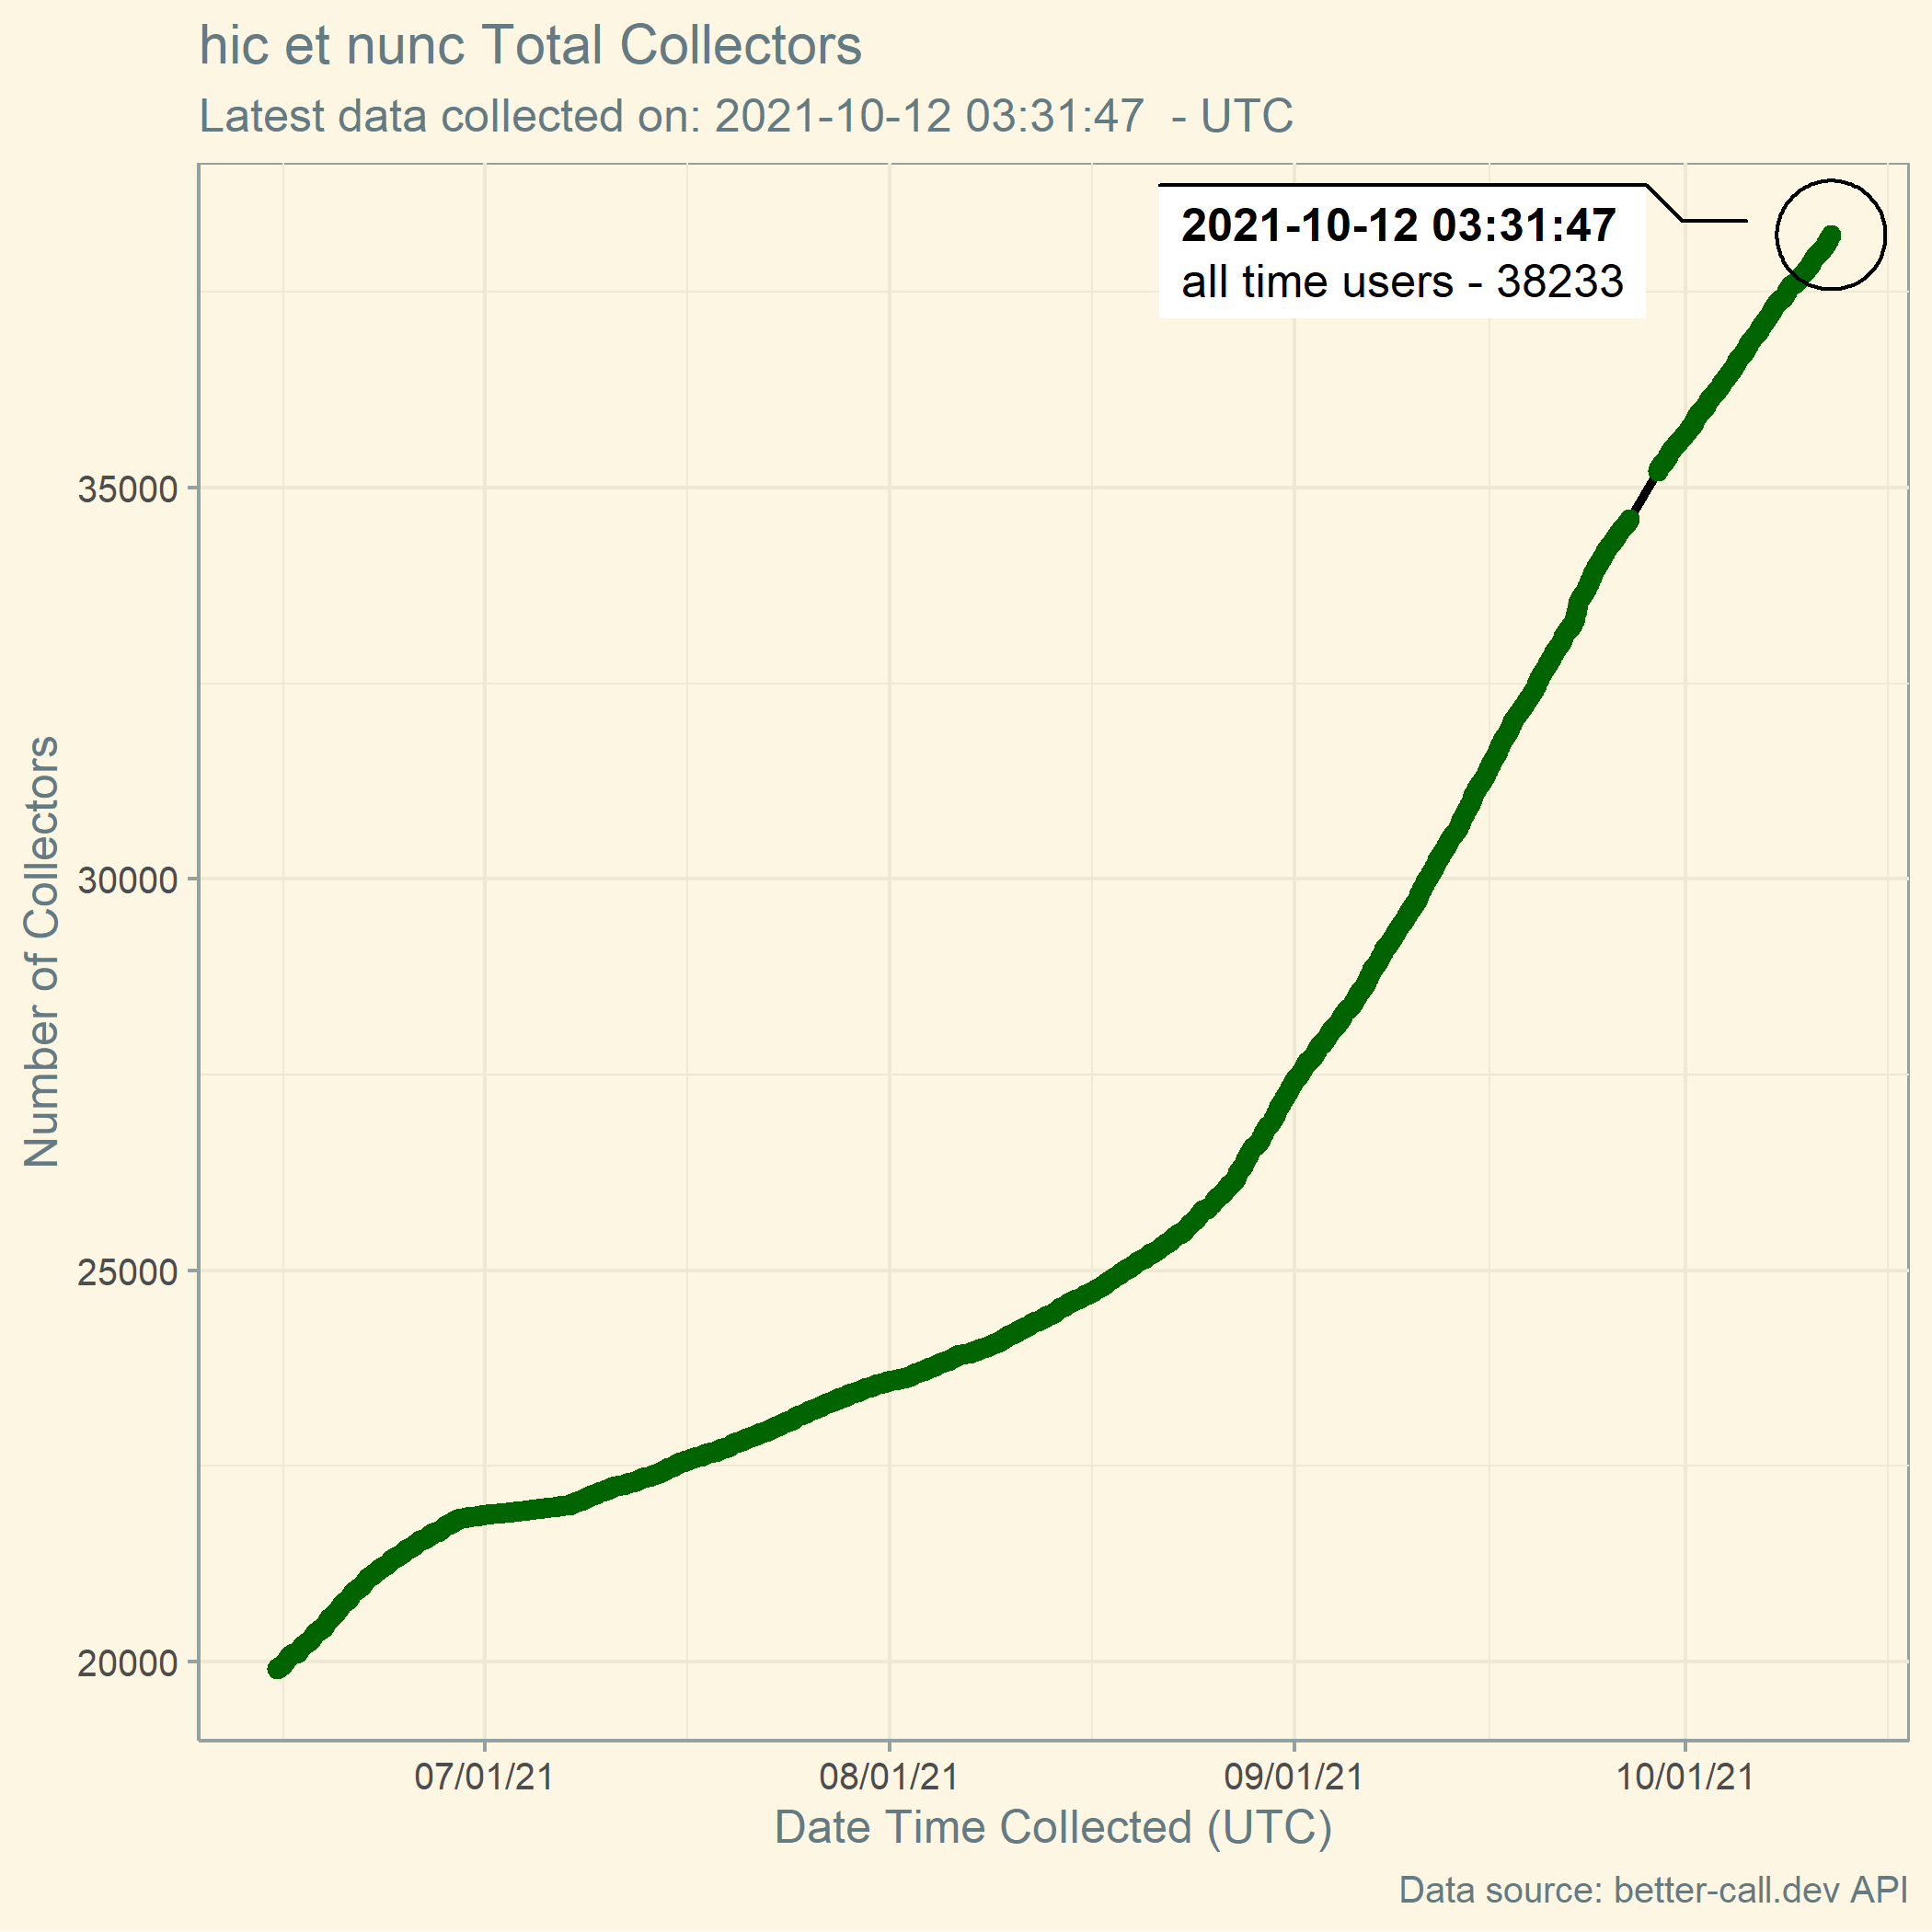 hic et nunc Total Collectors
Latest data collected on: 2021-10-12 03:31:47  - UTC
2021-10-12 03:31:47
all time users - 38233
Number of Collectors
35000
30000
25000
20000
07/01/21 08/01/21 09/01/21 10/01/21
Date Time Collected (UTC)
Data source: better-call.dev API